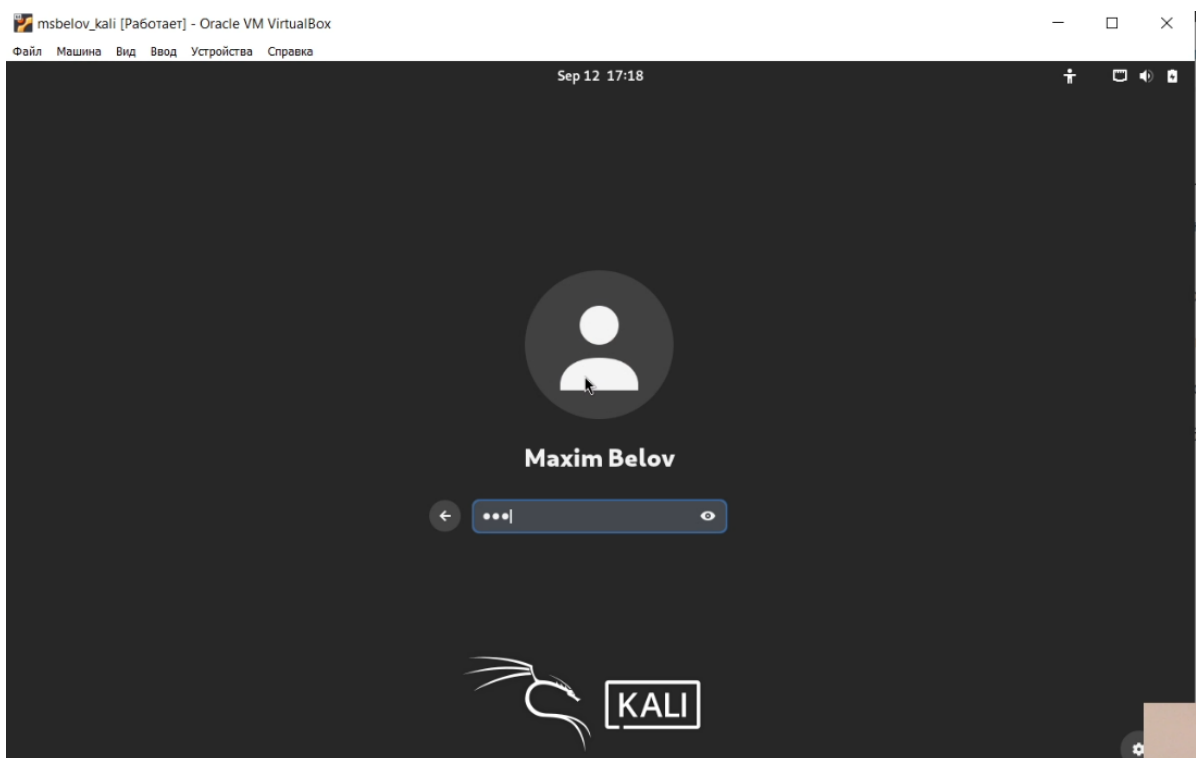 msbelov_kali [Работает] - Oracle VM VirtualBox
Файл Машина Вид Ввод Устройства Справка
Sep 12 17:18
Maxim Belov
KALI